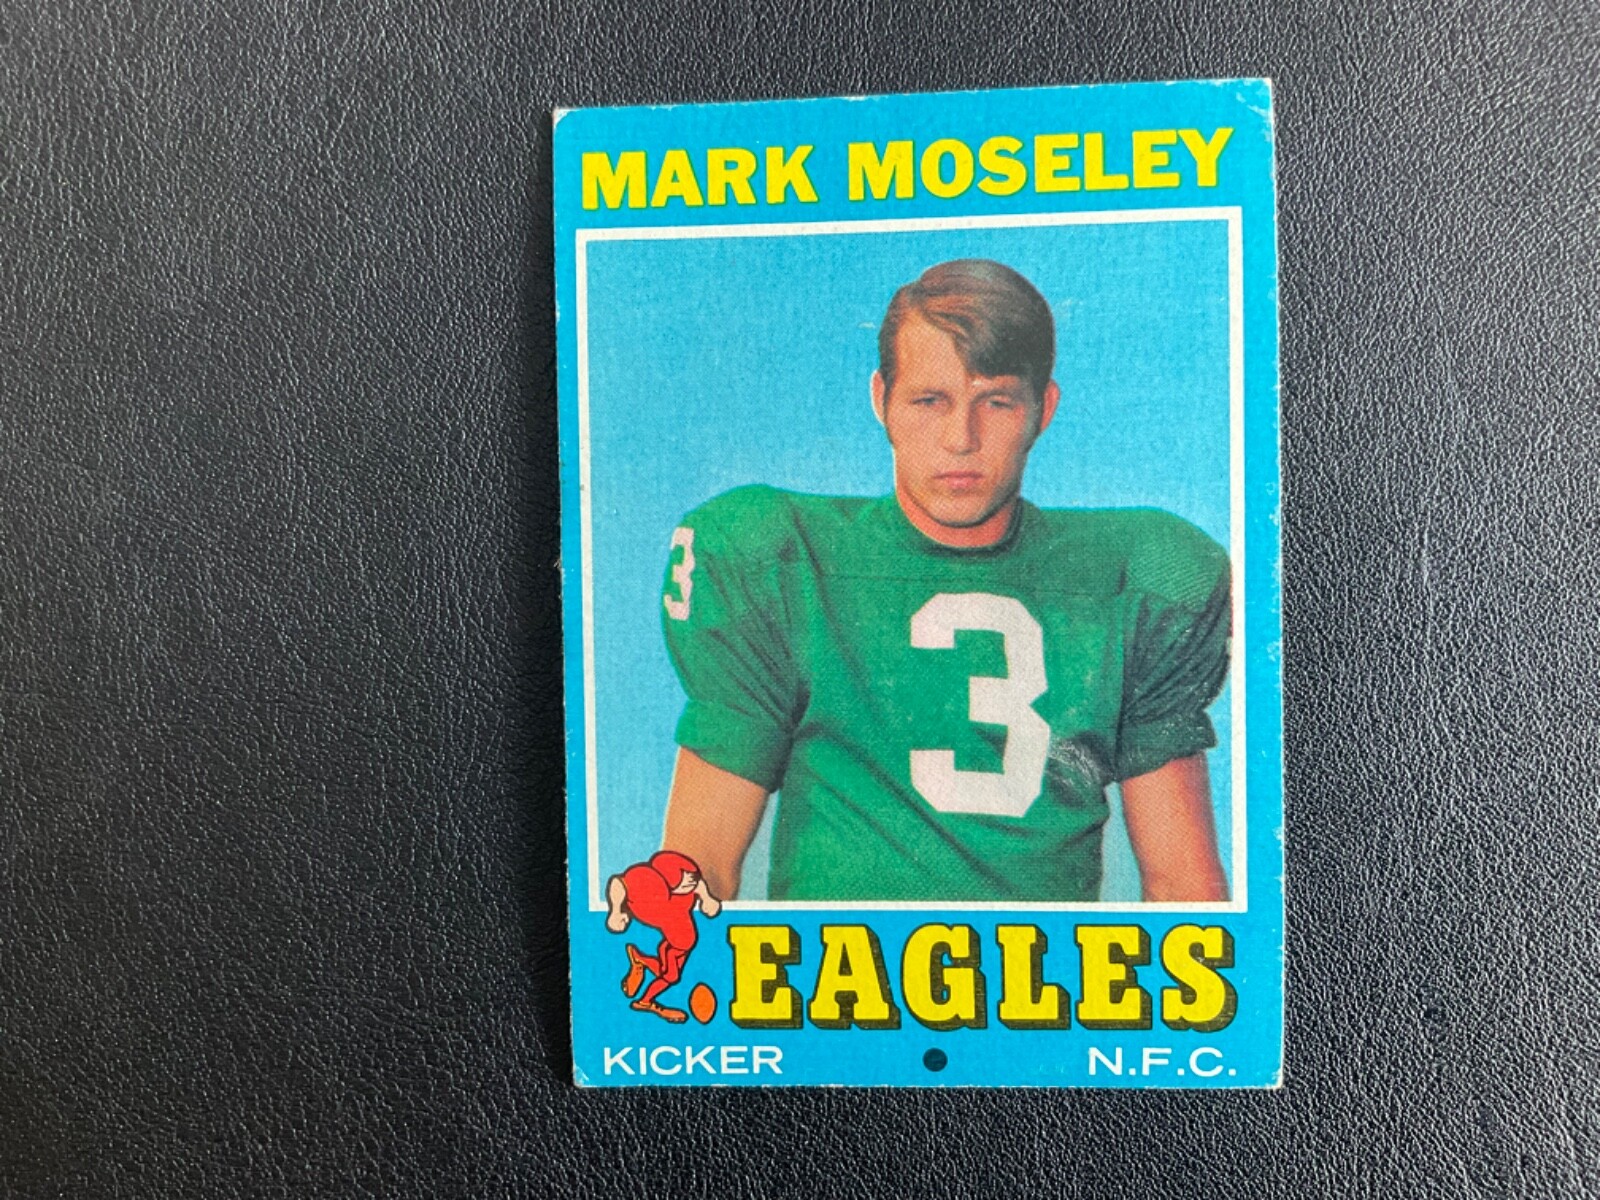 MARK MOSELEY
3
3
EAGLES
KICKER
N.F.C.